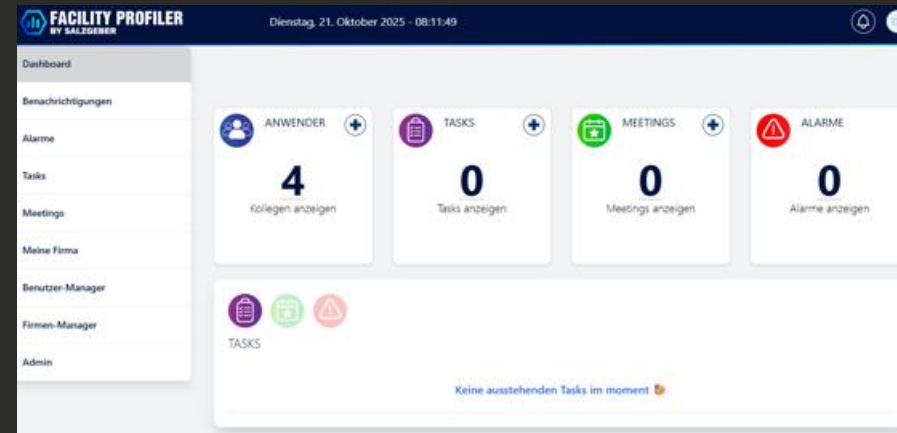 FACILITY PROFILER
BY SALZGEBER
Dienstag, 21. Oktober 2025 - 08:11:49
Dashboard
Benachrichtigungen
Alarme
Tasks
Meetings
Meine Firma
Benutzer-Manager
Firmen-Manager
Admin
ANWENDER
4
Kollegen anzeigen
TASKS
0
Tasks anzeigen
MEETINGS
0
Meetings anzeigen
ALARME
0
Alarme anzeigen
TASKS
Keine ausstehenden Tasks im moment